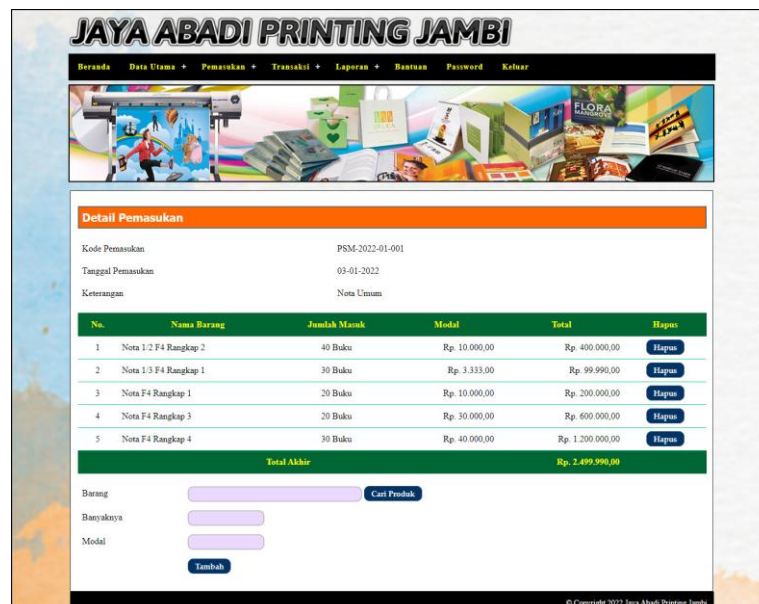 JAYA ABADI PRINTING JAMBI
Beranda Data Utama + Pemasukan + Transaksi + Laporan + Bantuan Password Keluar
FLORA
MANGROVE
Detail Pemasukan
Kode Pemasukan PSM-2022-01-001
Tanggal Pemasukan 03-01-2022
Keterangan Nota Umum
No. Nama Barang Jumlah Masuk Modal Total Hapus
1 Nota 1/2 F4 Rangkap 2 40 Buku Rp. 10.000,00 Rp. 400.000,00 Hapus
2 Nota 1/3 F4 Rangkap 1 30 Buku Rp. 3.333,00 Rp. 99.990,00 Hapus
3 Nota F4 Rangkap 1 20 Buku Rp. 10.000,00 Rp. 200.000,00 Hapus
4 Nota F4 Rangkap 3 20 Buku Rp. 30.000,00 Rp. 600.000,00 Hapus
5 Nota F4 Rangkap 4 30 Buku Rp. 40.000,00 Rp. 1.200.000,00 Hapus
Total Akhir Rp. 2.499.990,00
Barang Cari Produk
Banyaknya
Modal
Tambah
© Copyright 2022 Jaya Abadi Printing Jambi